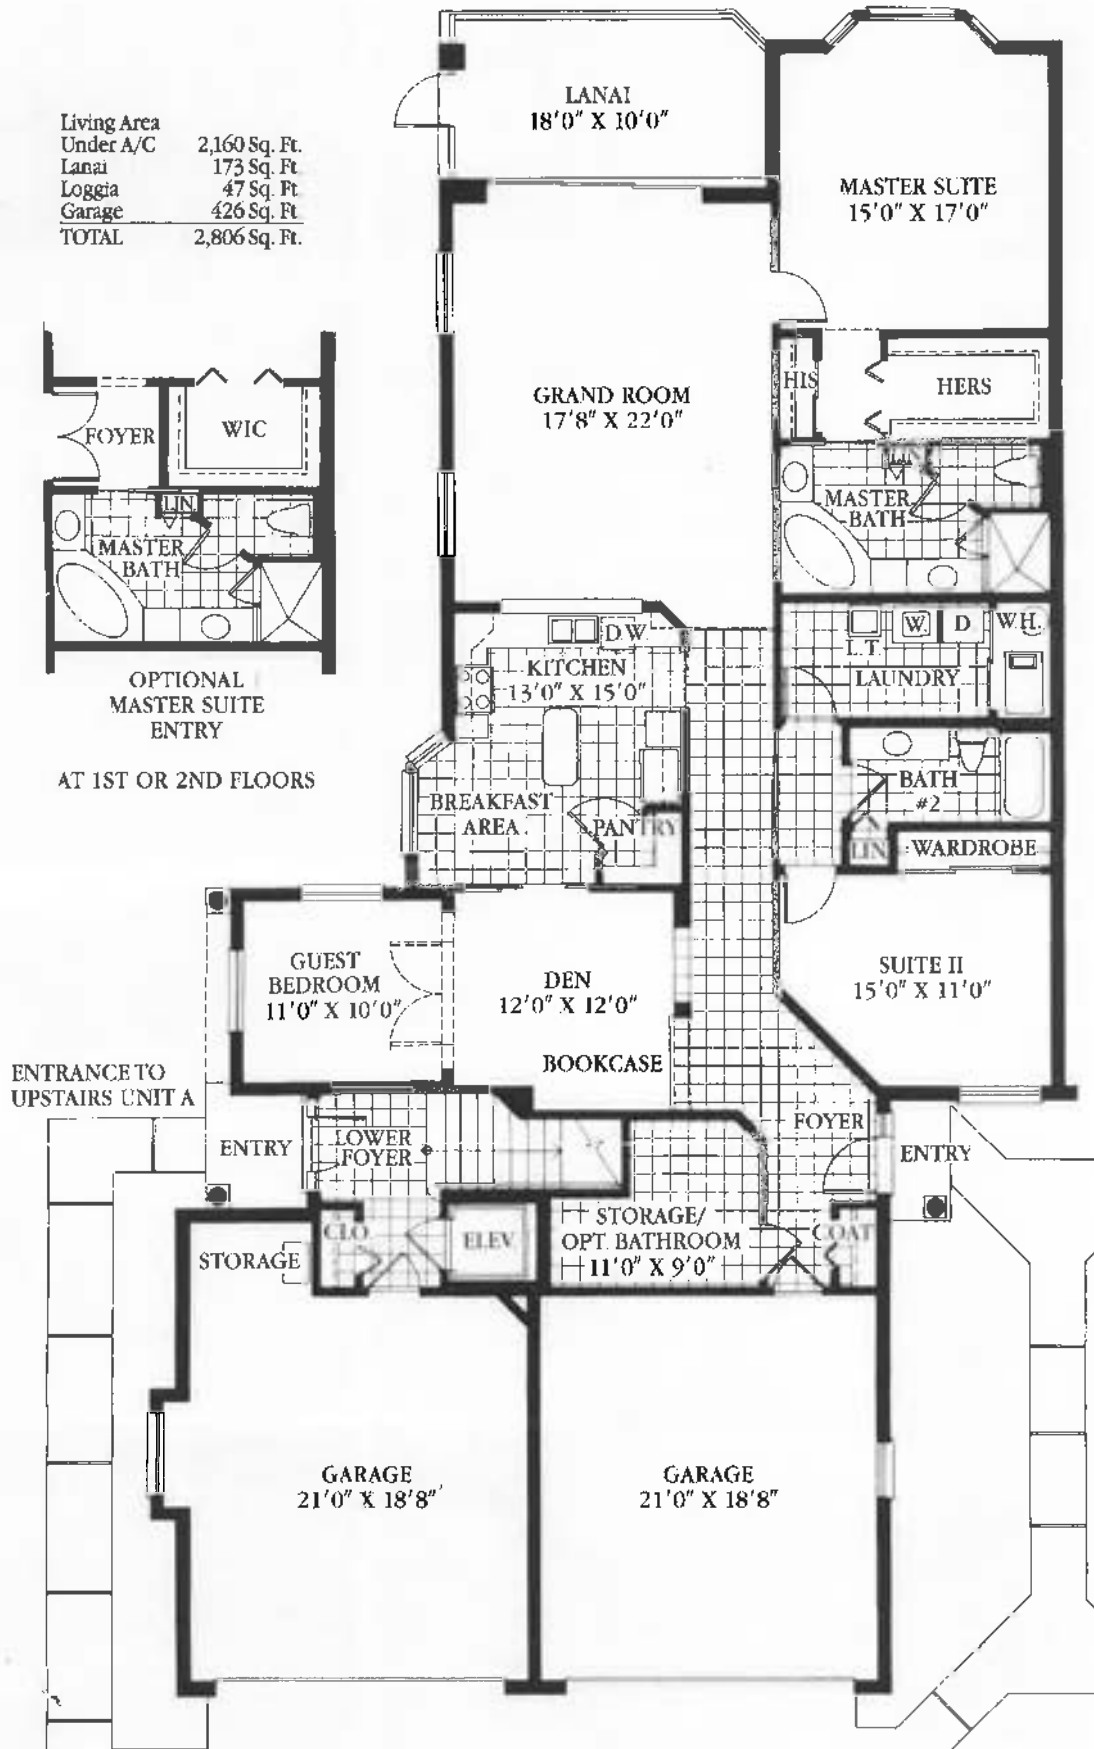 LANAI
18'0" X 10'0"
Living Area
Under A/C 2,160 Sq. Ft.
Lanai 173 Sq. Ft
Loggia 47 Sq. Ft
Garage 426 Sq. Ft
TOTAL 2,806 Sq. Ft.
MASTER SUITE
15'0" X 17'0"
GRAND ROOM
17'8" X 22'0"
HIS
HERS
FOYER
WIC
LIN
MASTER
BATH
LIN.
MASTER
BATH
OPTIONAL
MASTER SUITE
ENTRY
AT 1ST OR 2ND FLOORS
D.W.
KITCHEN
13'0" X 15'0"
L.T.
W
D
W.H.
LAUNDRY
BREAKFAST
AREA
PANTRY
BATH
#2
LIN
WARDROBE
GUEST
BEDROOM
11'0" X 10'0"
DEN
12'0" X 12'0"
SUITE II
15'0" X 11'0"
BOOKCASE
ENTRANCE TO
UPSTAIRS UNIT A
ENTRY
LOWER
FOYER
FOYER
ENTRY
STORAGE
CLO
ELEV
STORAGE/
OPT. BATHROOM
11'0" X 9'0"
COAT
GARAGE
21'0" X 18'8"
GARAGE
21'0" X 18'8"